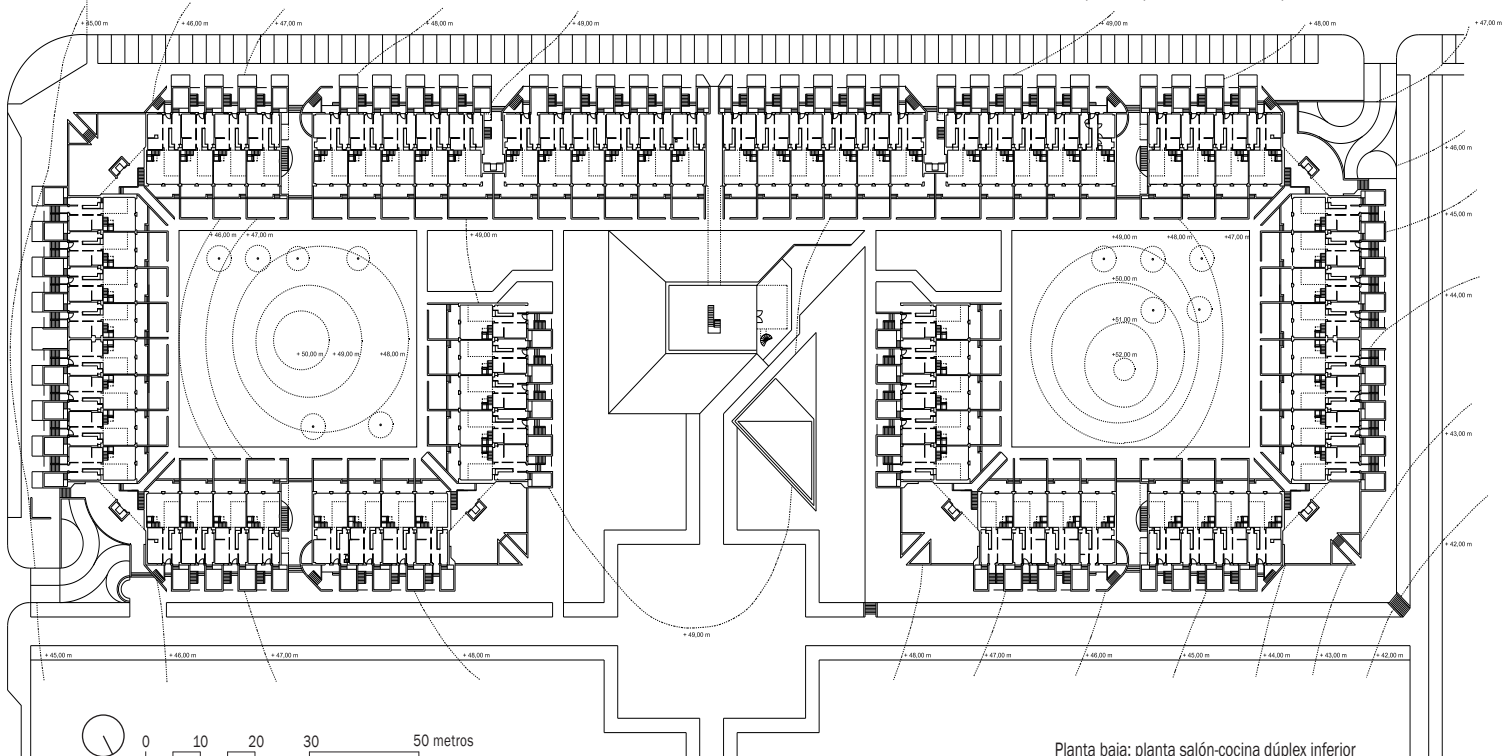 + 45,00 m + 46,00 m + 47,00 m + 48,00 m + 49,00 m + 49,00 m + 48,00 m + 47,00 m
+ 46,00 m
+ 45,00 m
+ 46,00 m + 47,00 m + 49,00 m +49,00 m +48,00 m +47,00 m
+50,00 m
+ 44,00 m
+51,00 m
+ 50,00 m + 49,00 m +48,00 m +52,00 m
+ 43,00 m
+ 42,00 m
+ 49,00 m
+ 45,00 m + 46,00 m + 47,00 m + 48,00 m + 48,00 m + 47,00 m + 46,00 m + 45,00 m + 44,00 m + 43,00 m + 42,00 m
0 10 20 30 50 metros
Planta baja: planta salón-cocina dúplex inferior